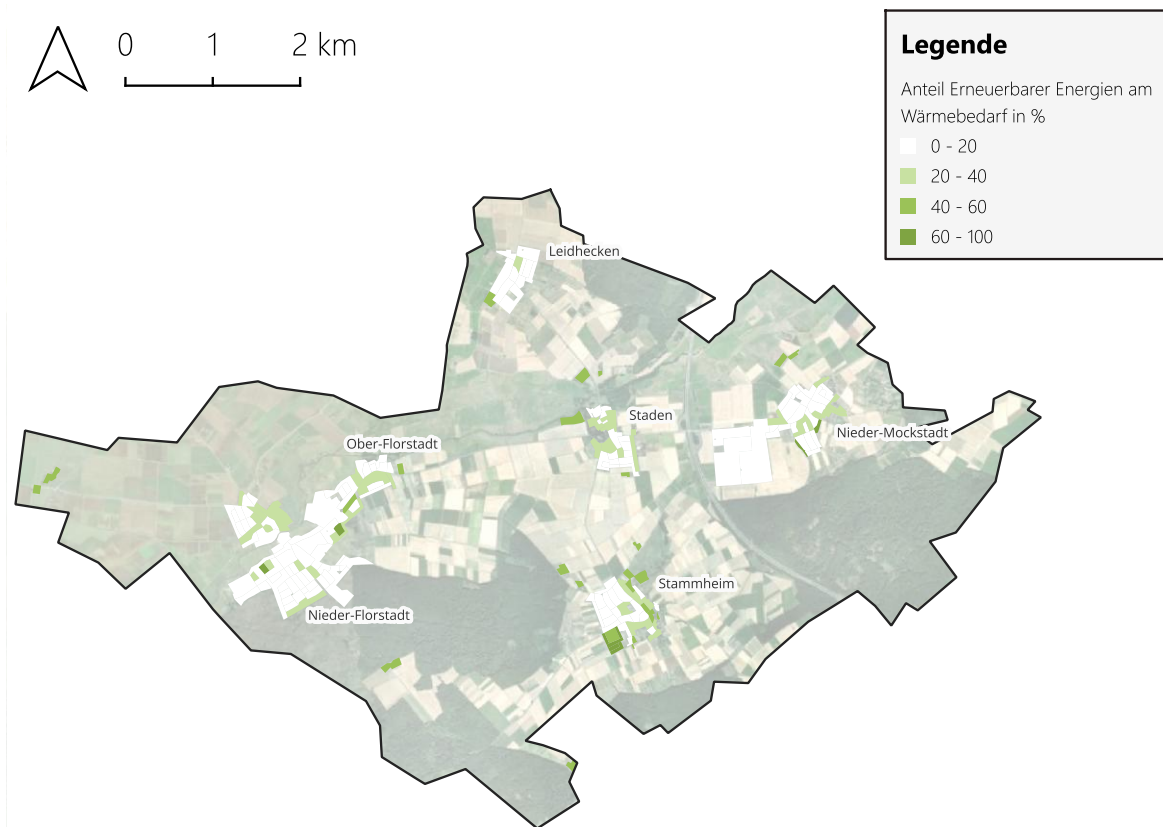 0 1 2 km
Legende
Anteil Erneuerbarer Energien am
Wärmebedarf in %
0 - 20
20 - 40
40 - 60
60 - 100
Leidhecken
Staden
Nieder-Mockstadt
Ober-Florstadt
Stammheim
Nieder-Florstadt